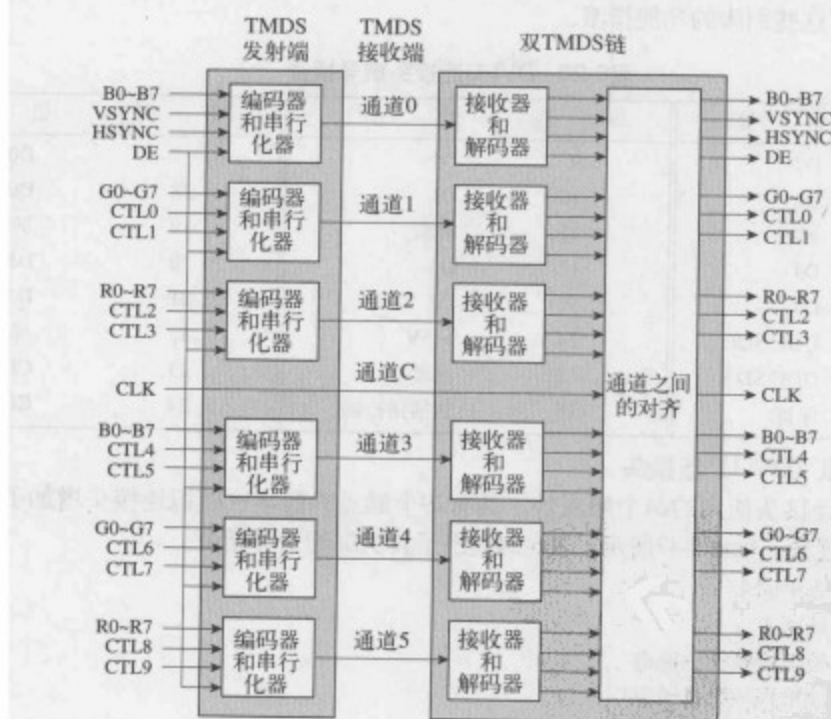 TMDS
发射端
TMDS
接收端
双TMDS链
B0~B7
VSYNC
HSYNC
DE
编码器
和串行
化器
通道0
接收器
和
解码器
B0~B7
VSYNC
HSYNC
DE
G0~G7
CTL0
CTL1
编码器
和串行
化器
通道1
接收器
和
解码器
G0~G7
CTL0
CTL1
R0~R7
CTL2
CTL3
编码器
和串行
化器
通道2
接收器
和
解码器
R0~R7
CTL2
CTL3
CLK
通道C
通道之间
的对齐
CLK
B0~B7
CTL4
CTL5
编码器
和串行
化器
通道3
接收器
和
解码器
B0~B7
CTL4
CTL5
G0~G7
CTL6
CTL7
编码器
和串行
化器
通道4
接收器
和
解码器
G0~G7
CTL6
CTL7
R0~R7
CTL8
CTL9
编码器
和串行
化器
通道5
接收器
和
解码器
R0~R7
CTL8
CTL9